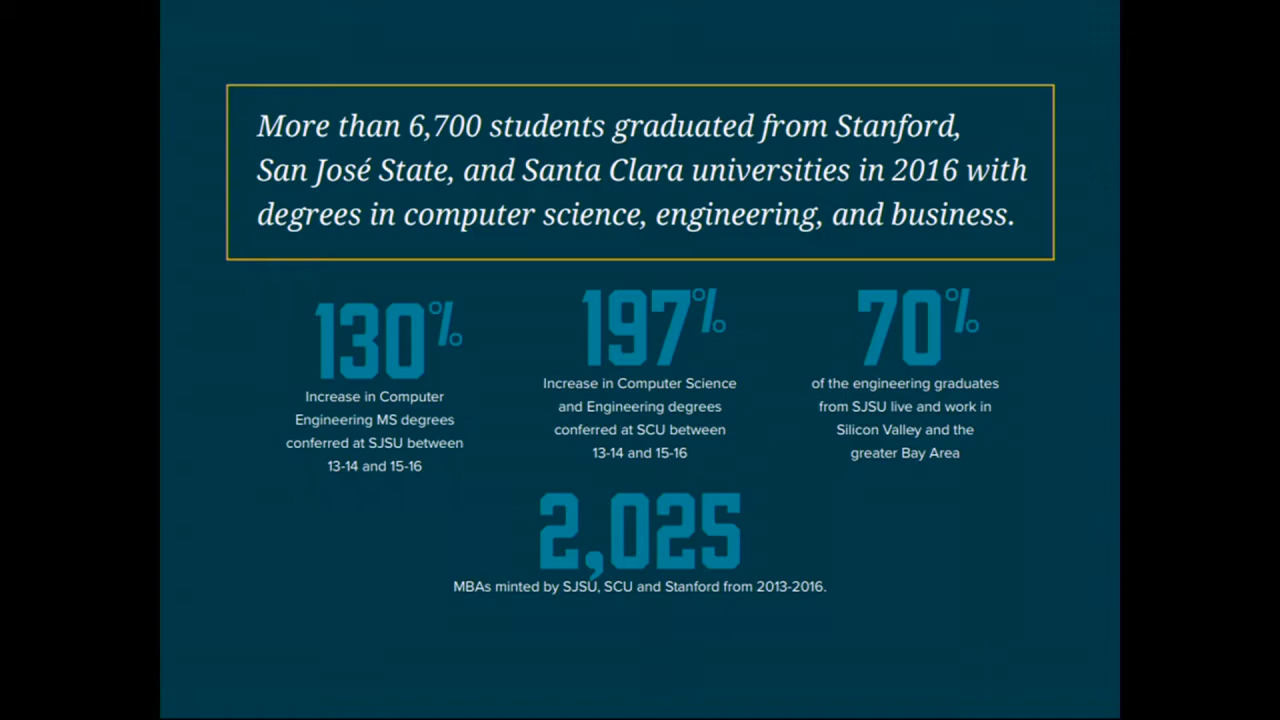 More than 6,700 students graduated from Stanford,
San José State, and Santa Clara universities in 2016 with
degrees in computer science, engineering, and business.
130%
Increase in Computer
Engineering MS degrees
conferred at SJSU between
13-14 and 15-16
197%
Increase in Computer Science
and Engineering degrees
conferred at SCU between
13-14 and 15-16
70%
of the engineering graduates
from SJSU live and work in
Silicon Valley and the
greater Bay Area
2,025
MBAs minted by SJSU, SCU and Stanford from 2013-2016.